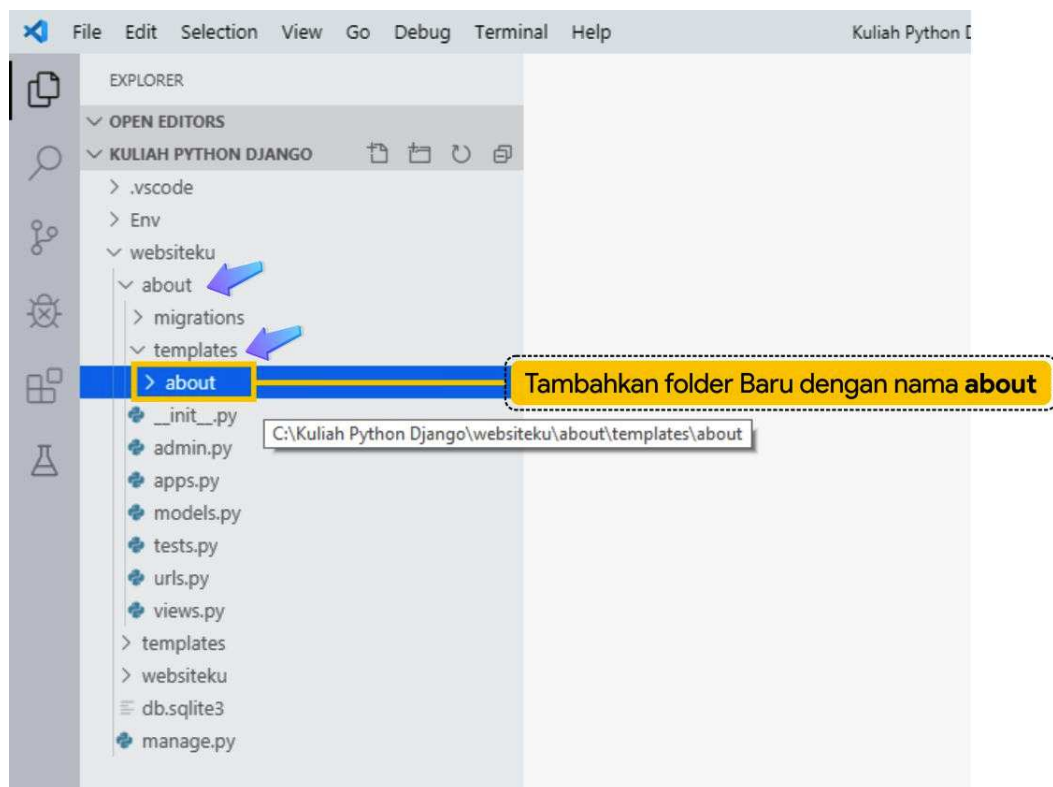 File Edit Selection View Go Debug Terminal Help Kuliah Python D
EXPLORER
OPEN EDITORS
KULIAH PYTHON DJANGO
.vscode
Env
websiteku
about
migrations
templates
about
Tambahkan folder Baru dengan nama about
__init__.py
C:\Kuliah Python Django\websiteku\about\templates\about
admin.py
apps.py
models.py
tests.py
urls.py
views.py
templates
websiteku
db.sqlite3
manage.py